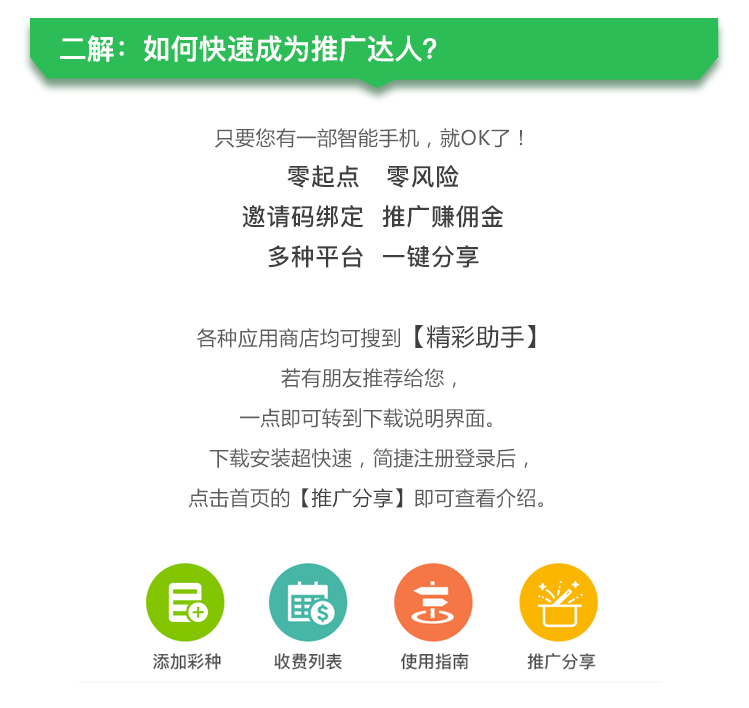 二解：如何快速成为推广达人?
只要您有一部智能手机，就OK了！
零起点 零风险
邀请码绑定 推广赚佣金
多种平台 一键分享
各种应用商店均可搜到【精彩助手】
若有朋友推荐给您，
一点即可转到下载说明界面。
下载安装超快速，简捷注册登录后，
点击首页的【推广分享】即可查看介绍。
添加彩种 收费列表 使用指南 推广分享